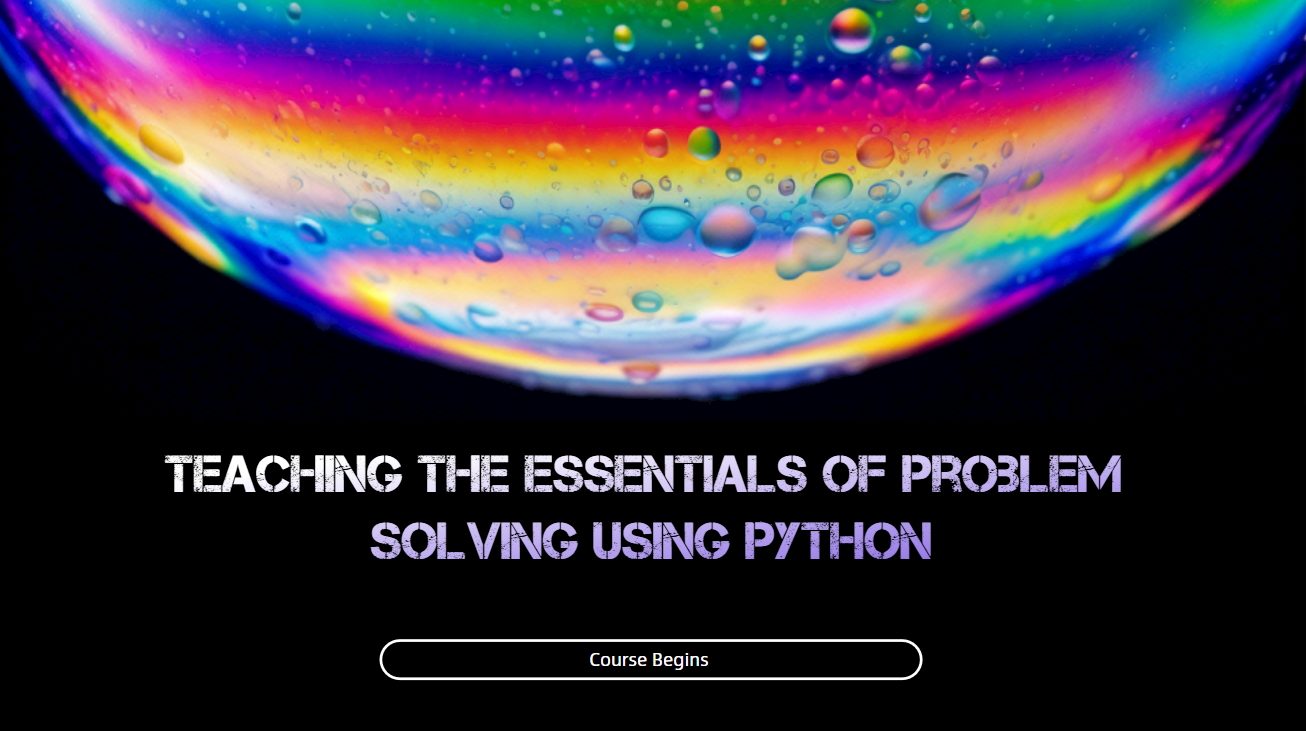 TEACHING THE ESSENTIALS OF PROBLEM
SOLVING USING PYTHON
Course Begins